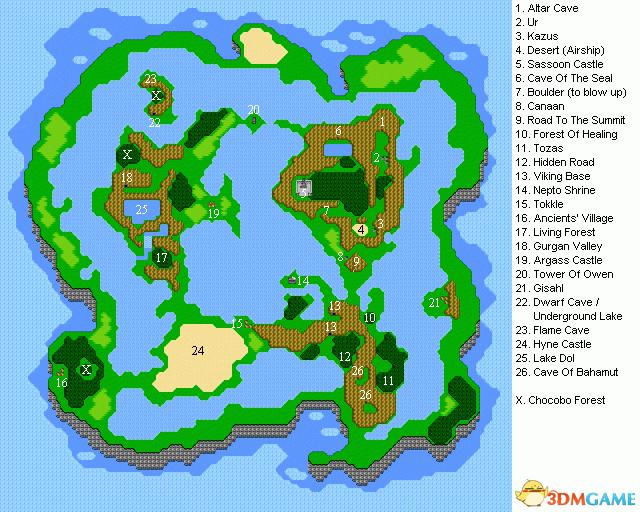 1. Altar Cave
2. Ur
3. Kazus
4. Desert (Airship)
5. Sassoon Castle
6. Cave Of The Seal
7. Boulder (to blow up)
8. Canaan
9. Road To The Summit
10. Forest Of Healing
11. Tozas
12. Hidden Road
13. Viking Base
14. Nepto Shrine
15. Tokkle
16. Ancients' Village
17. Living Forest
18. Gurgan Valley
19. Argass Castle
20. Tower Of Owen
21. Gisahl
22. Dwarf Cave /
Underground Lake
23. Flame Cave
24. Hyne Castle
25. Lake Dol
26. Cave Of Bahamut
X. Chocobo Forest
23
X
22
20
1
6
X
2
18
25
19
7
4
3
17
8
9
14
13
21
10
15
13
24
12
16
X
26
11
26
3DMGAME